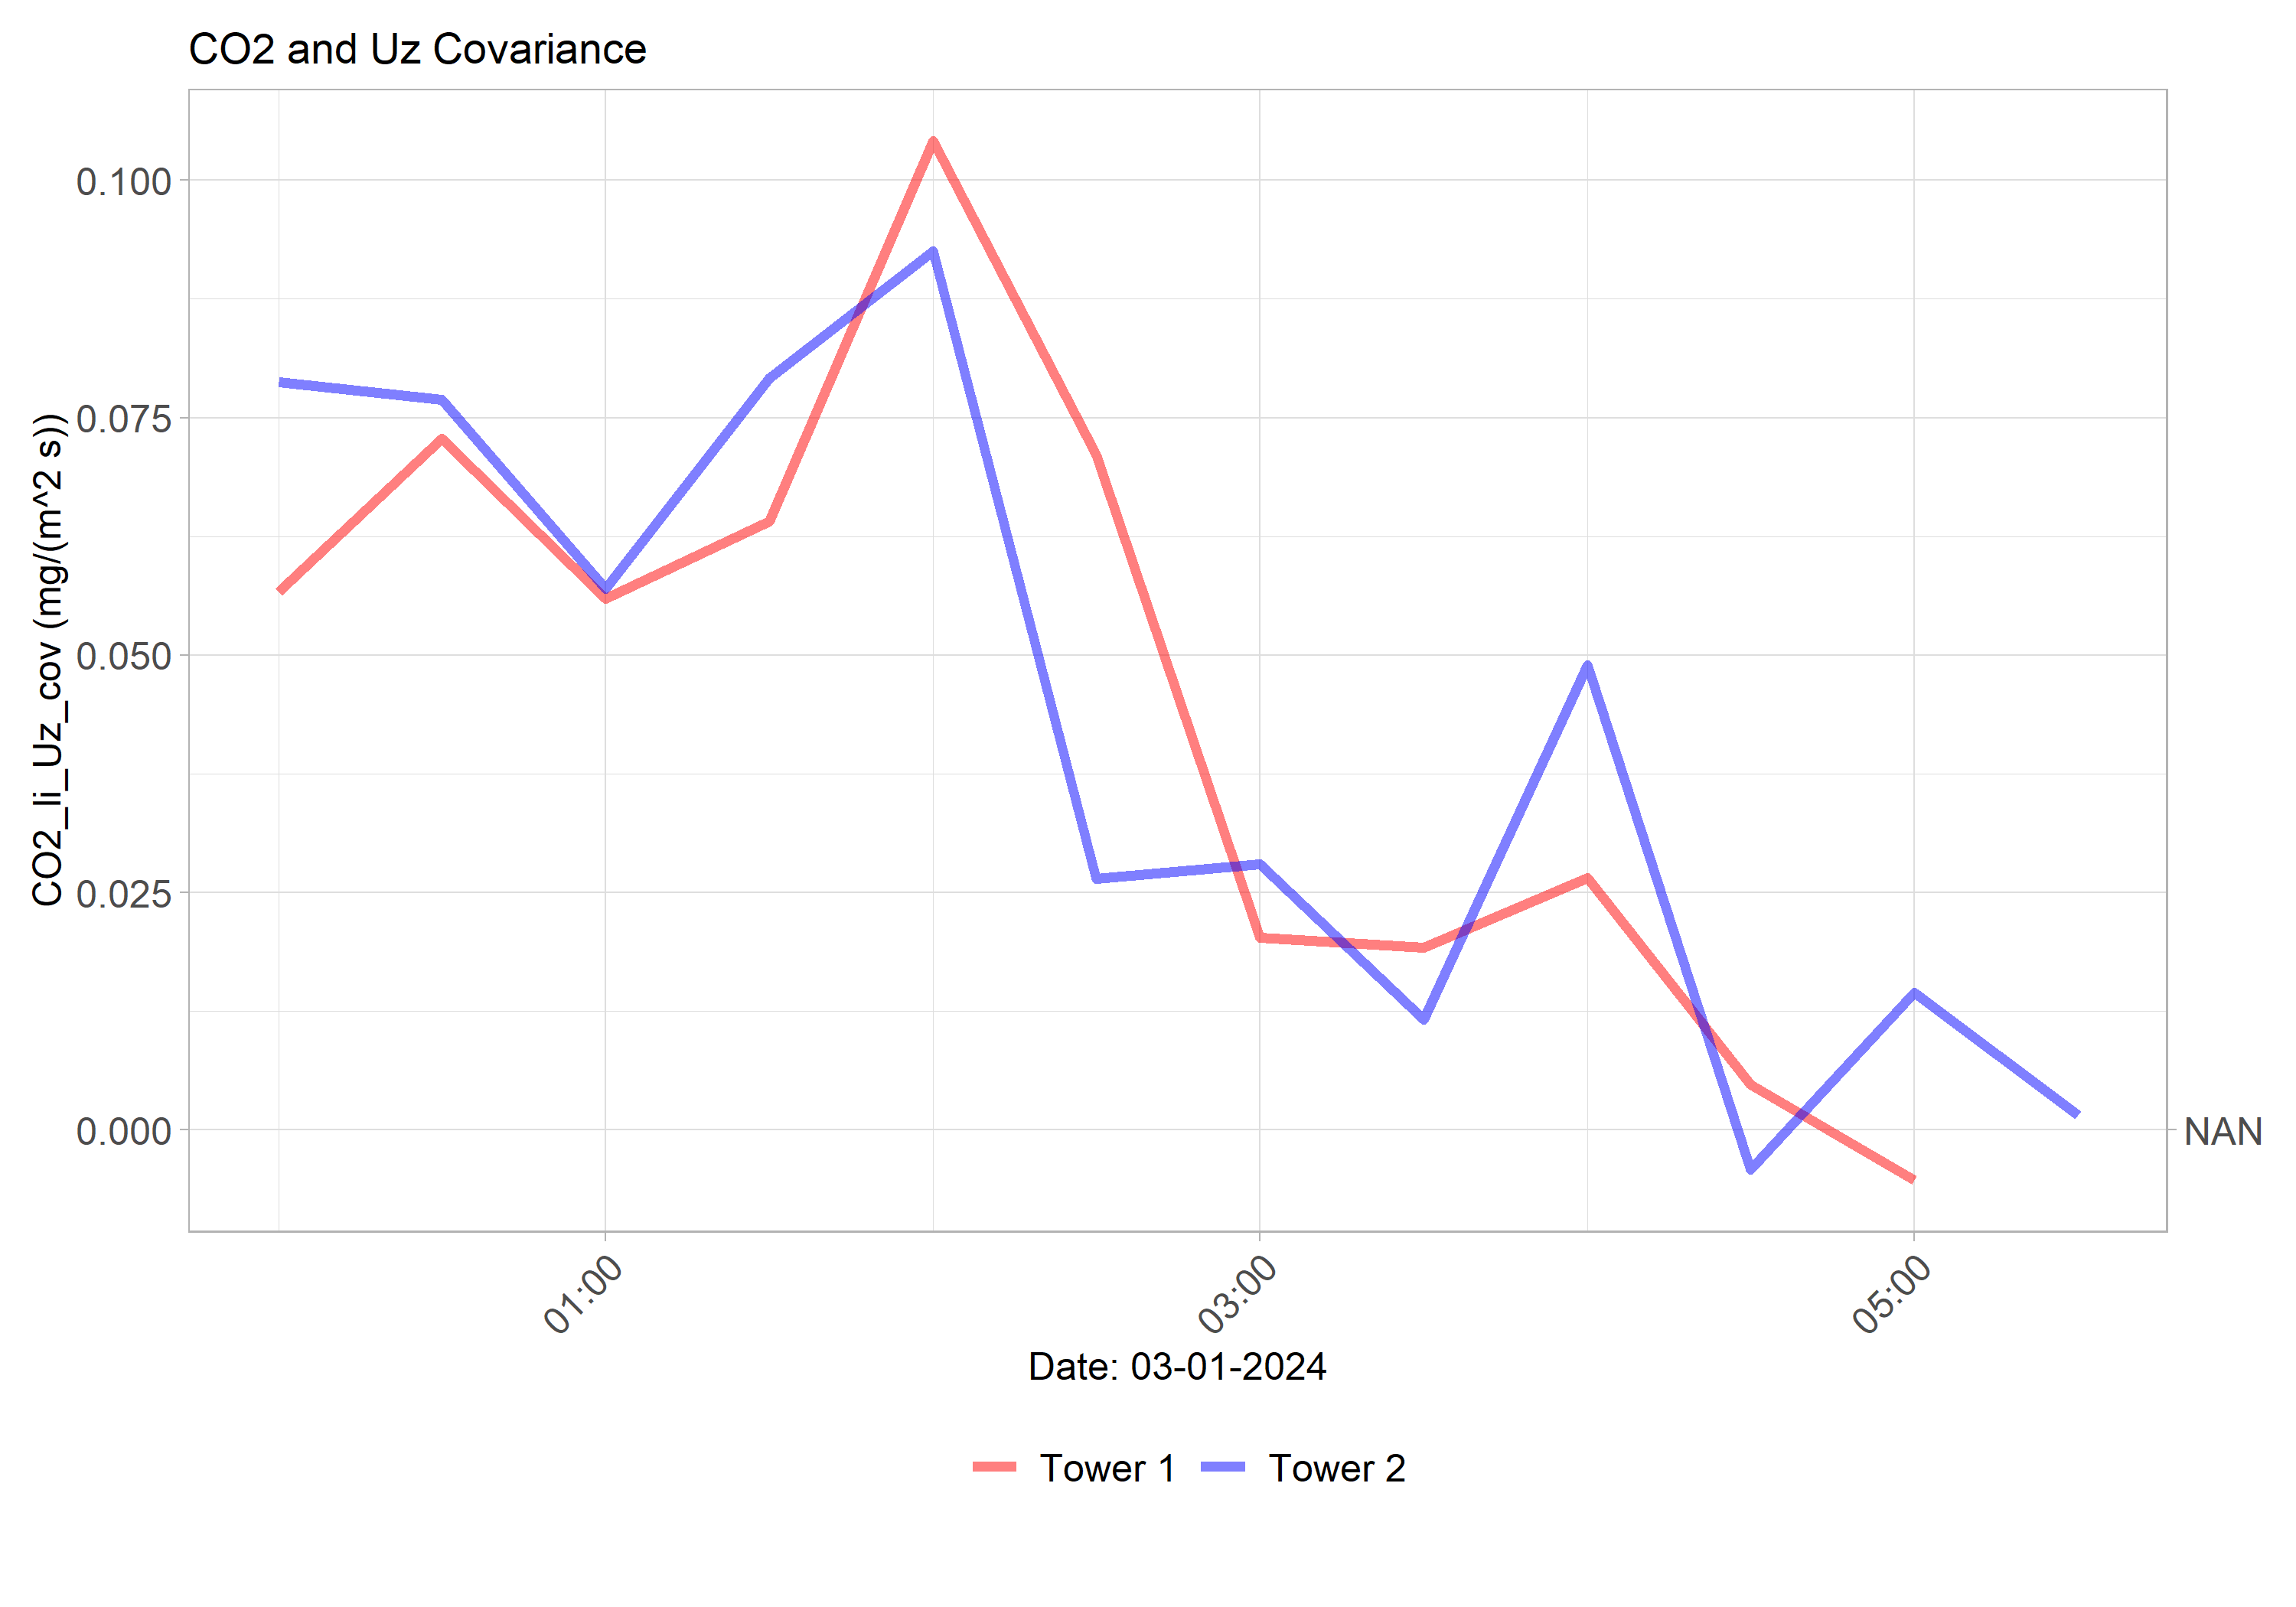 CO2 and Uz Covariance
CO2_li_Uz_cov (mg/(m^2 s))
0.100
0.075
0.050
0.025
0.000
NAN
01:00
03:00
05:00
Date: 03-01-2024
Tower 1
Tower 2